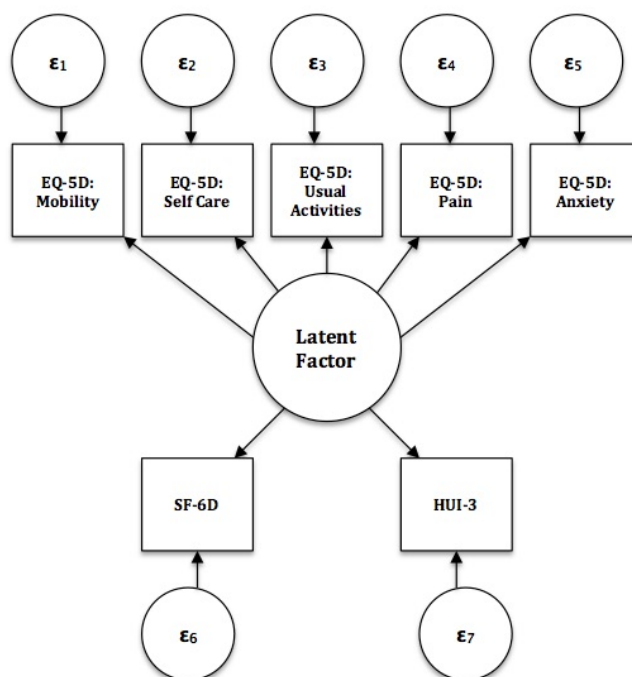 ε1 ε2 ε3 ε4 ε5
EQ-5D:
Mobility
EQ-5D:
Self Care
EQ-5D:
Usual
Activities
EQ-5D:
Pain
EQ-5D:
Anxiety
Latent
Factor
SF-6D
HUI-3
ε6 ε7